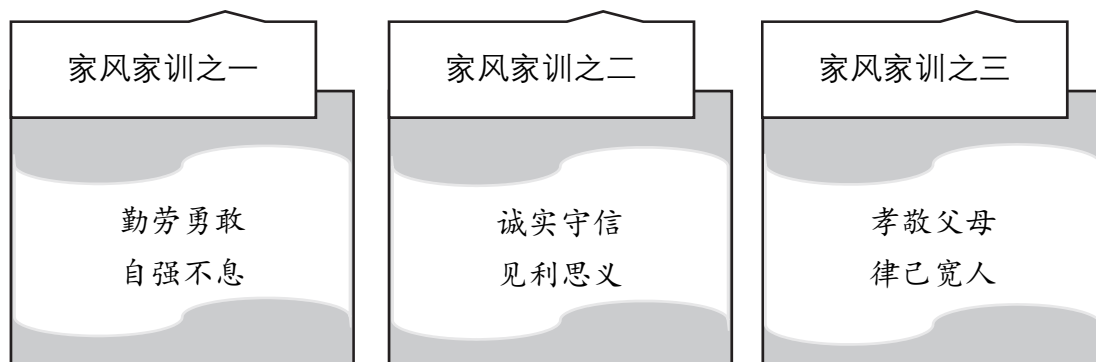 家风家训之一
勤劳勇敢
自强不息
家风家训之二
诚实守信
见利思义
家风家训之三
孝敬父母
律己宽人